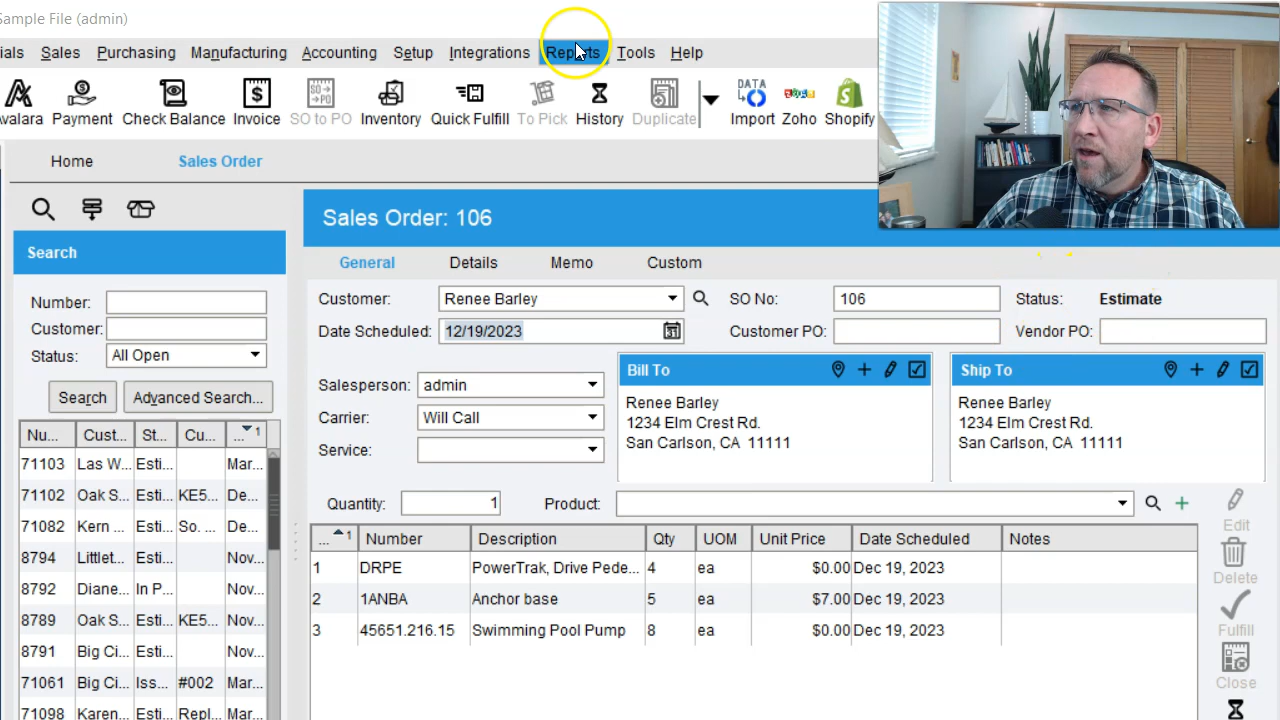 Sample File (admin)
ials Sales Purchasing Manufacturing Accounting Setup Integrations Reports Tools Help
Avalara Payment Check Balance Invoice SO to PO Inventory Quick Fulfill To Pick History Duplicate Import Zoho Shopify
DATA
ZOHO
Home Sales Order
Sales Order: 106
Search
General Details Memo Custom
Number:
Customer:
Status: All Open
Search Advanced Search...
Customer: Renee Barley SO No: 106 Status: Estimate
Date Scheduled: 12/19/2023 31 Customer PO: Vendor PO:
Salesperson: admin
Carrier: Will Call
Service:
Bill To
Renee Barley
1234 Elm Crest Rd.
San Carlson, CA 11111
Ship To
Renee Barley
1234 Elm Crest Rd.
San Carlson, CA 11111
Quantity: 1 Product:
Nu... Cust... St... Cu... ... 1
71103 Las W... Esti... Mar...
71102 Oak S... Esti... KE5... De...
71082 Kern ... Esti... So. ... De...
8794 Littlet... Esti... Nov...
8792 Diane... In P... Nov...
8789 Oak S... Esti... KE5... Nov...
8791 Big Ci... Esti... Nov...
71061 Big Ci... Iss... #002 Mar...
71098 Karen... Esti... Repl... Mar...
... 1 Number Description Qty UOM Unit Price Date Scheduled Notes
1 DRPE PowerTrak, Drive Pede... 4 ea $0.00 Dec 19, 2023
2 1ANBA Anchor base 5 ea $7.00 Dec 19, 2023
3 45651.216.15 Swimming Pool Pump 8 ea $0.00 Dec 19, 2023
Edit
Delete
Fulfill
Close